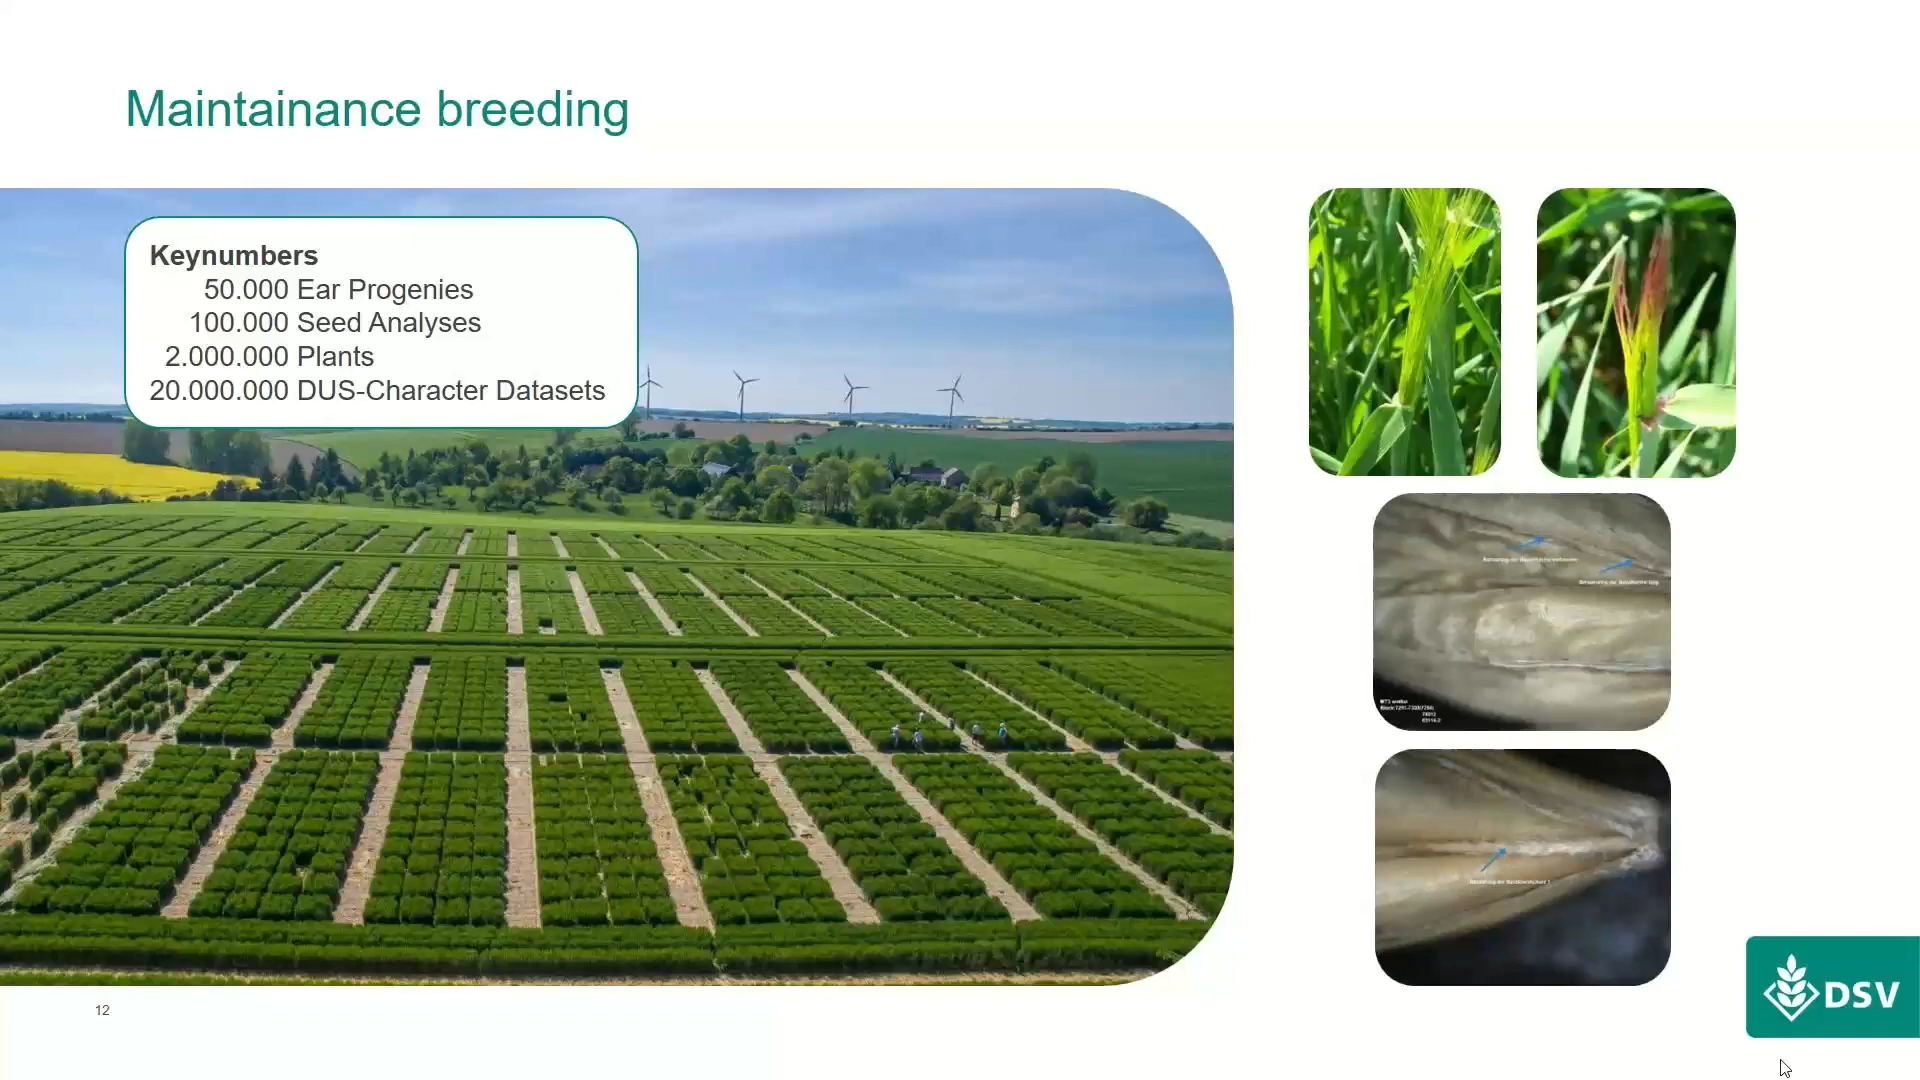 Maintainance breeding
Keynumbers
50.000 Ear Progenies
100.000 Seed Analyses
2.000.000 Plants
20.000.000 DUS-Character Datasets
12
DSV